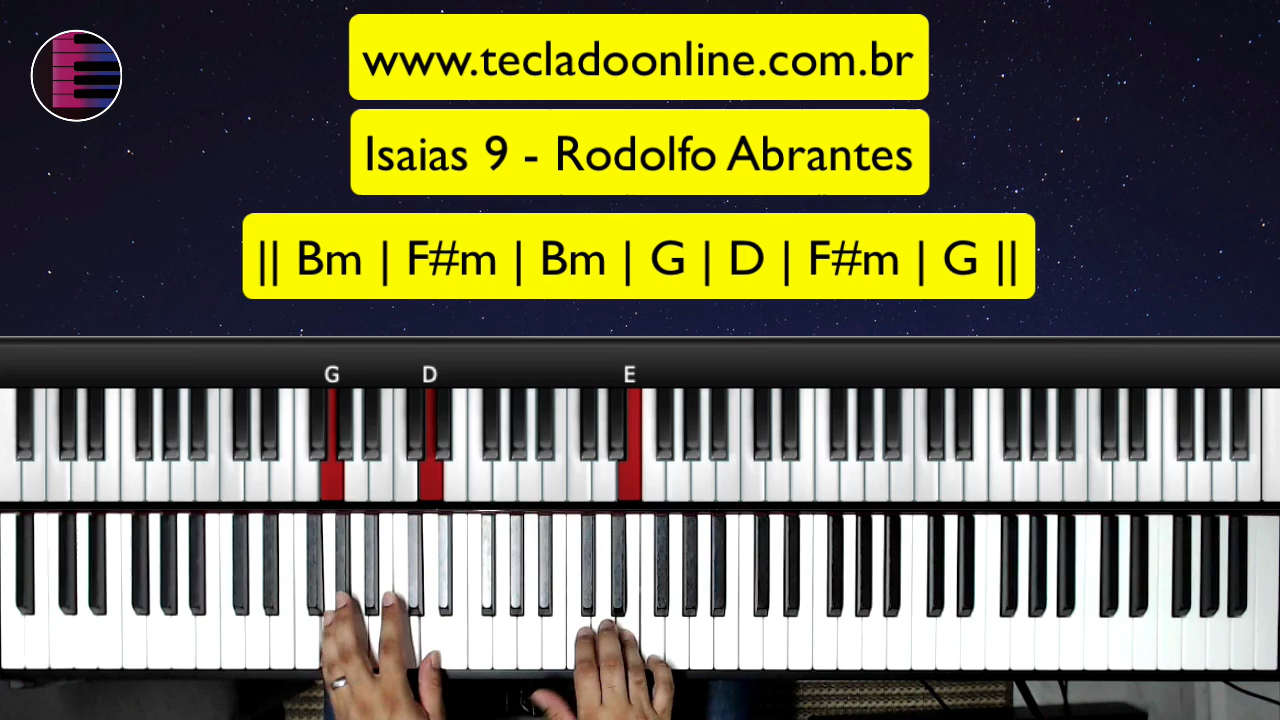 www.tecladoonline.com.br
Isaias 9 - Rodolfo Abrantes
|| Bm | F#m | Bm | G | D | F#m | G ||
G D E